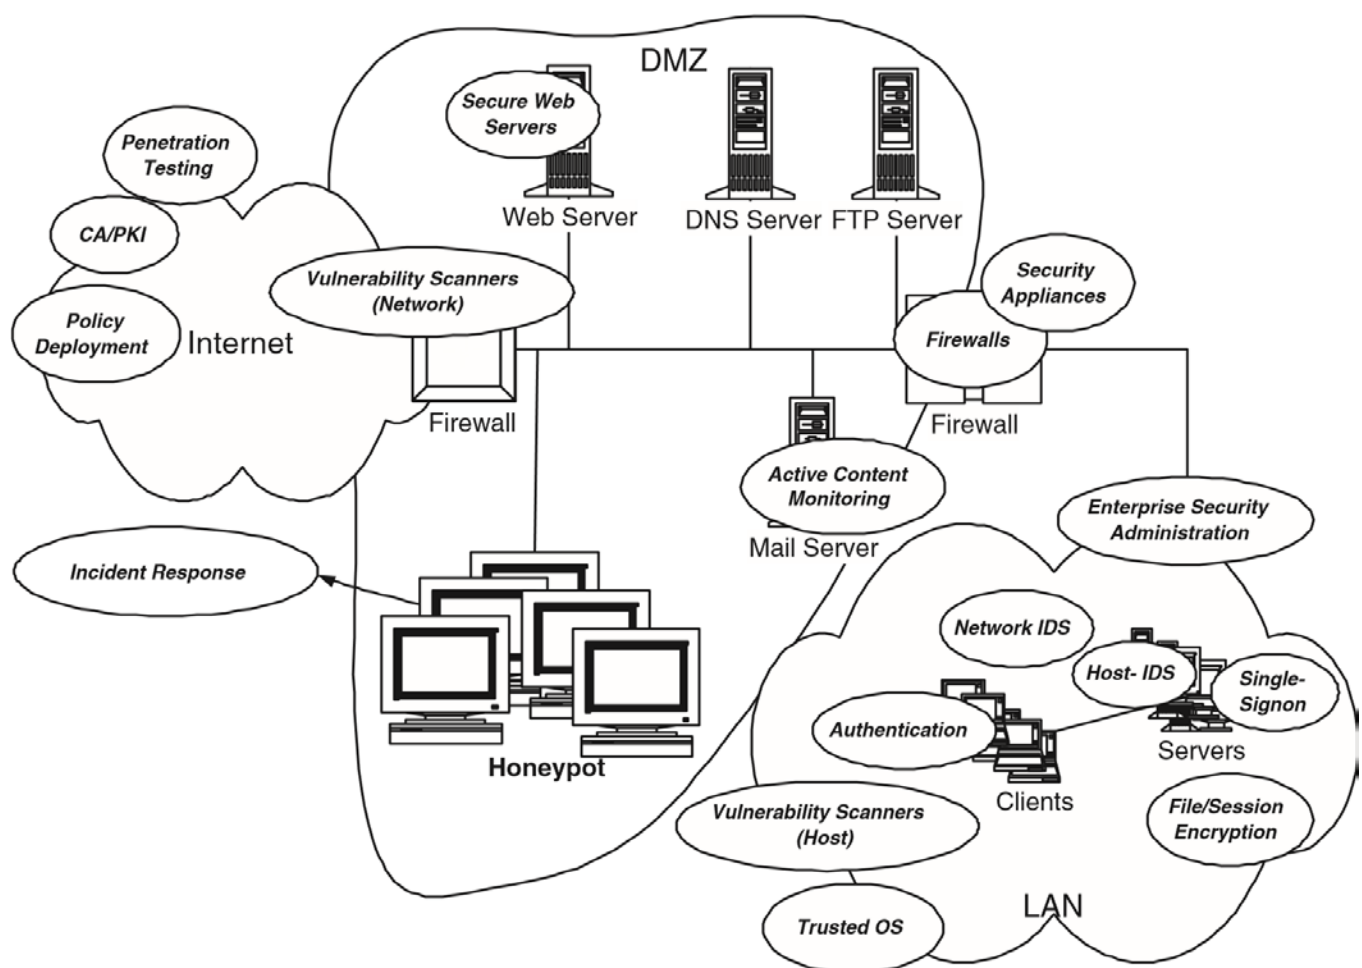 DMZ
Secure Web
Servers
Penetration
Testing
Web Server
DNS Server
FTP Server
CA/PKI
Vulnerability Scanners
(Network)
Security
Appliances
Policy
Deployment
Internet
Firewalls
Firewall
Firewall
Active Content
Monitoring
Mail Server
Enterprise Security
Administration
Incident Response
Network IDS
Host- IDS
Single-
Signon
Authentication
Servers
Honeypot
Clients
Vulnerability Scanners
(Host)
File/Session
Encryption
LAN
Trusted OS